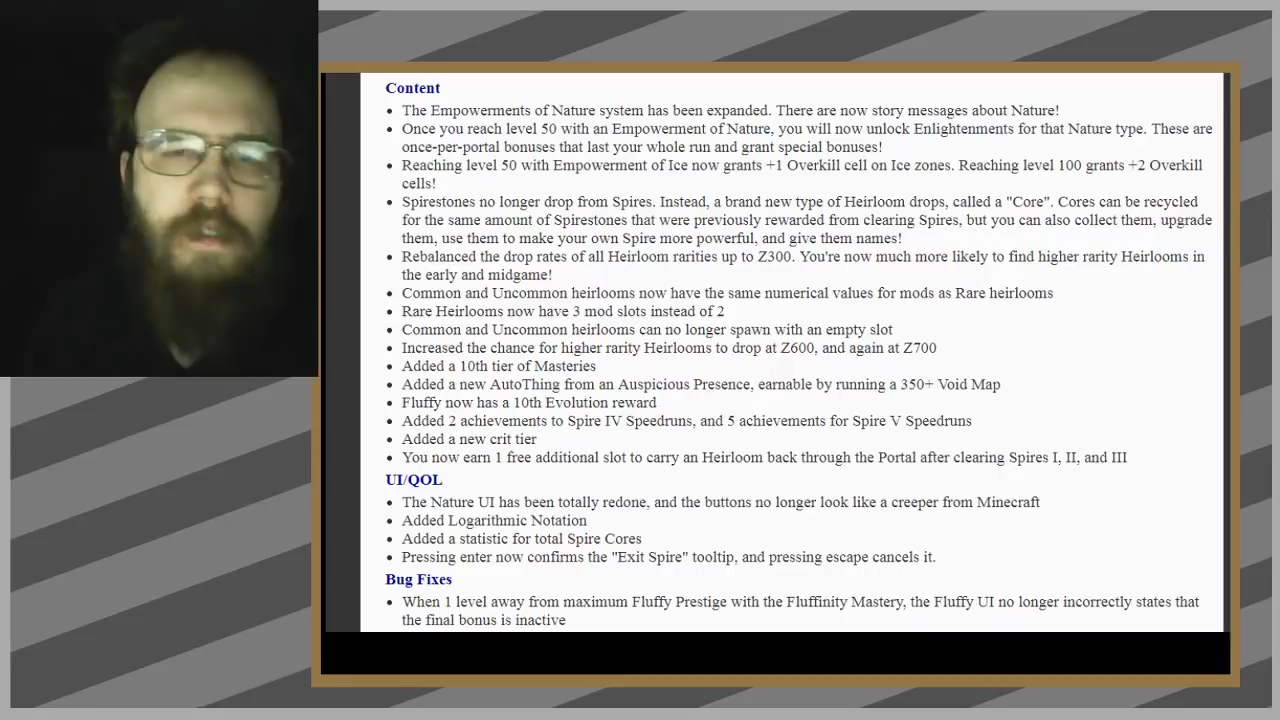 Content
The Empowerments of Nature system has been expanded. There are now story messages about Nature!
Once you reach level 50 with an Empowerment of Nature, you will now unlock Enlightenments for that Nature type. These are
once-per-portal bonuses that last your whole run and grant special bonuses!
Reaching level 50 with Empowerment of Ice now grants +1 Overkill cell on Ice zones. Reaching level 100 grants +2 Overkill
cells!
Spirestones no longer drop from Spires. Instead, a brand new type of Heirloom drops, called a "Core". Cores can be recycled
for the same amount of Spirestones that were previously rewarded from clearing Spires, but you can also collect them, upgrade
them, use them to make your own Spire more powerful, and give them names!
Rebalanced the drop rates of all Heirloom rarities up to Z300. You're now much more likely to find higher rarity Heirlooms in
the early and midgame!
Common and Uncommon heirlooms now have the same numerical values for mods as Rare heirlooms
Rare Heirlooms now have 3 mod slots instead of 2
Common and Uncommon heirlooms can no longer spawn with an empty slot
Increased the chance for higher rarity Heirlooms to drop at Z600, and again at Z700
Added a 10th tier of Masteries
Added a new AutoThing from an Auspicious Presence, earnable by running a 350+ Void Map
Fluffy now has a 10th Evolution reward
Added 2 achievements to Spire IV Speedruns, and 5 achievements for Spire V Speedruns
Added a new crit tier
You now earn 1 free additional slot to carry an Heirloom back through the Portal after clearing Spires I, II, and III
UI/QOL
The Nature UI has been totally redone, and the buttons no longer look like a creeper from Minecraft
Added Logarithmic Notation
Added a statistic for total Spire Cores
Pressing enter now confirms the "Exit Spire" tooltip, and pressing escape cancels it.
Bug Fixes
When 1 level away from maximum Fluffy Prestige with the Fluffinity Mastery, the Fluffy UI no longer incorrectly states that
the final bonus is inactive